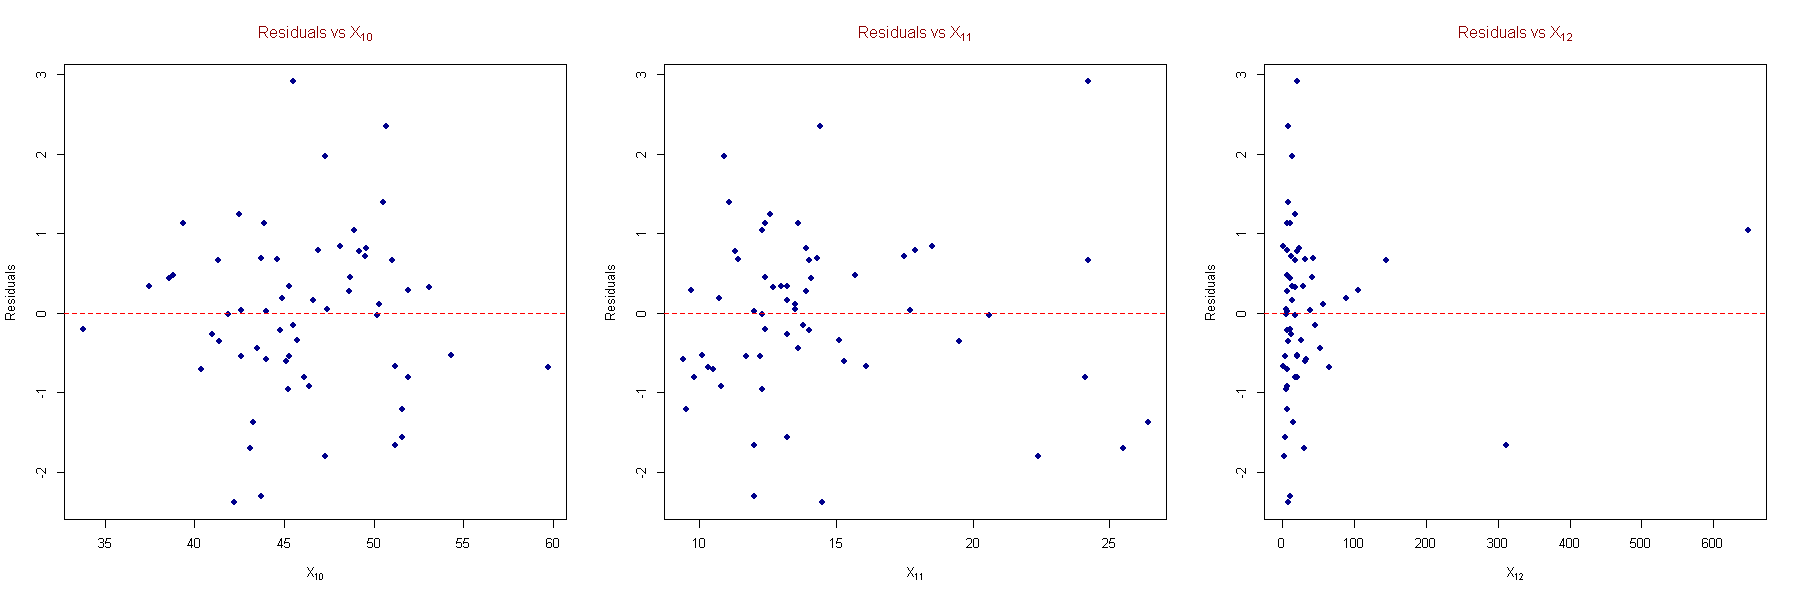 Residuals vs X10
Residuals
3
2
1
0
-1
-2
35 40 45 50 55 60
X10
Residuals vs X11
Residuals
3
2
1
0
-1
-2
10 15 20 25
X11
Residuals vs X12
Residuals
3
2
1
0
-1
-2
0 100 200 300 400 500 600
X12